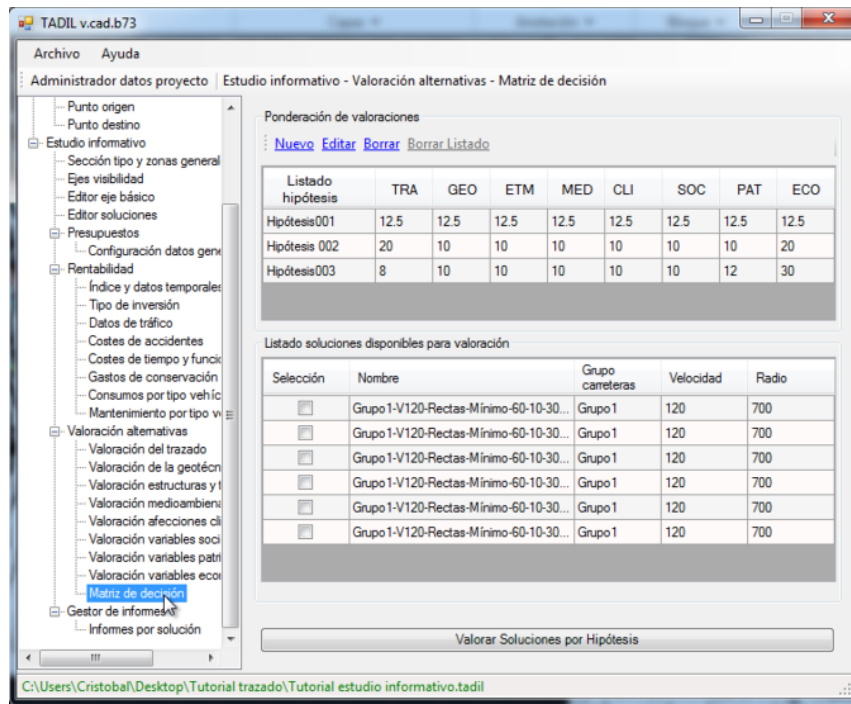 TADIL v.cad.b73
Archivo Ayuda
Administrador datos proyecto Estudio informativo - Valoración alternativas - Matriz de decisión
Punto origen
Punto destino
Estudio informativo
Sección tipo y zonas general
Ejes visibilidad
Editor eje básico
Editor soluciones
Presupuestos
Configuración datos gene
Rentabilidad
Índice y datos temporales
Tipo de inversión
Datos de tráfico
Costes de accidentes
Costes de tiempo y funcio
Gastos de conservación
Consumos por tipo vehíc
Mantenimiento por tipo v
Valoración alternativas
Valoración del trazado
Valoración de la geotécn
Valoración estructuras y t
Valoración medioambiena
Valoración afecciones cli
Valoración variables soci
Valoración variables patri
Valoración variables econ
Matriz de decisión
Gestor de informes
Informes por solución
Ponderación de valoraciones
Nuevo Editar Borrar Borrar Listado
Listado hipótesis TRA GEO ETM MED CLI SOC PAT ECO
Hipótesis001 12.5 12.5 12.5 12.5 12.5 12.5 12.5 12.5
Hipótesis 002 20 10 10 10 10 10 10 20
Hipótesis003 8 10 10 10 10 10 12 30
Listado soluciones disponibles para valoración
Selección Nombre Grupo carreteras Velocidad Radio
Grupo1-V120-Rectas-Mínimo-60-10-30... Grupo1 120 700
Grupo1-V120-Rectas-Mínimo-60-10-30... Grupo1 120 700
Grupo1-V120-Rectas-Mínimo-60-10-30... Grupo1 120 700
Grupo1-V120-Rectas-Mínimo-60-10-30... Grupo1 120 700
Grupo1-V120-Rectas-Mínimo-60-10-30... Grupo1 120 700
Grupo1-V120-Rectas-Mínimo-60-10-30... Grupo1 120 700
Valorar Soluciones por Hipótesis
C:\Users\Cristobal\Desktop\Tutorial trazado\Tutorial estudio informativo.tadil